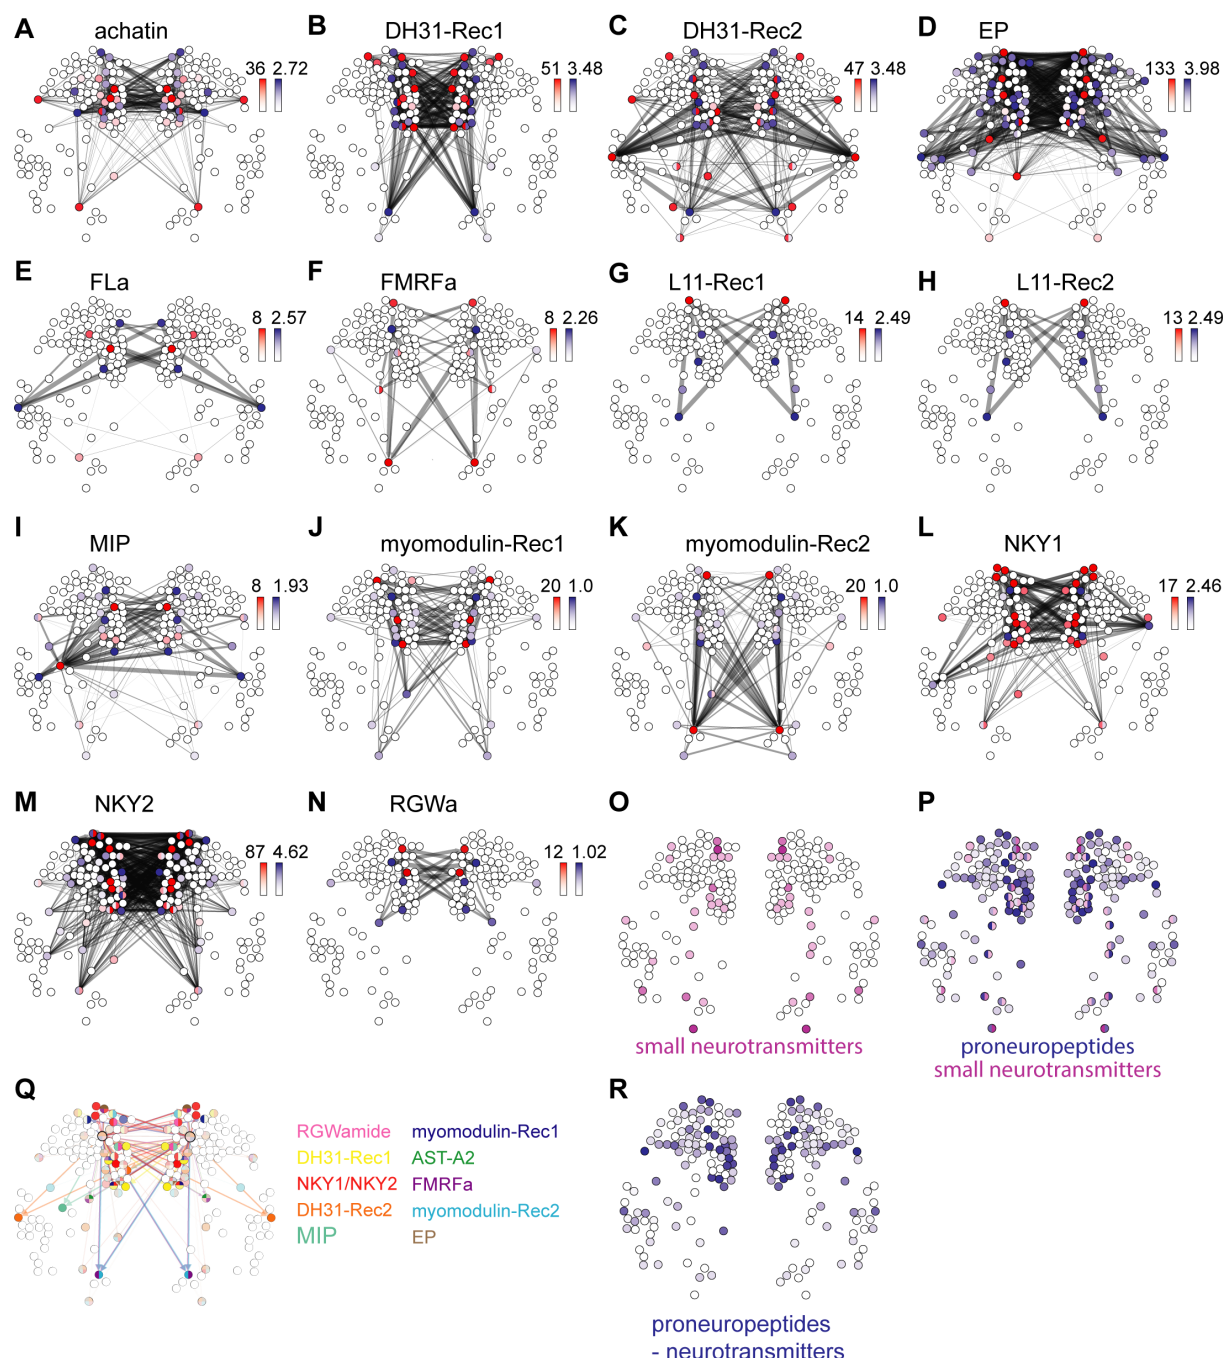 A achatin
36 2.72
B DH31-Rec1
51 3.48
C DH31-Rec2
47 3.48
D EP
133 3.98
E FLa
8 2.57
F FMRFa
8 2.26
G L11-Rec1
14 2.49
H L11-Rec2
13 2.49
I MIP
8 1.93
J myomodulin-Rec1
20 1.0
K myomodulin-Rec2
20 1.0
L NKY1
17 2.46
M NKY2
87 4.62
N RGWa
12 1.02
O
small neurotransmitters
P
proneuropeptides
small neurotransmitters
Q
RGWamide myomodulin-Rec1
DH31-Rec1 AST-A2
NKY1/NKY2 FMRFa
DH31-Rec2 myomodulin-Rec2
MIP EP
R
proneuropeptides
- neurotransmitters